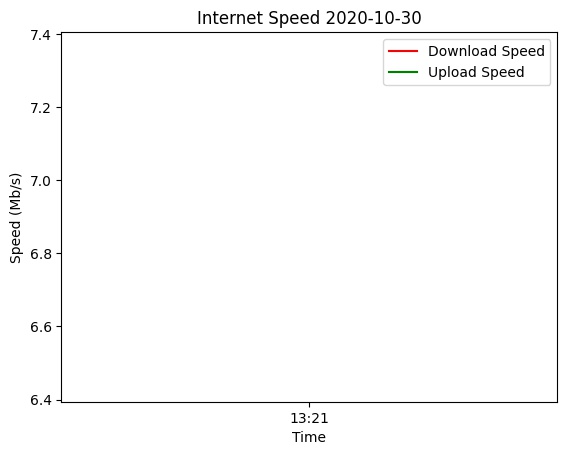 Internet Speed 2020-10-30
Download Speed
Upload Speed
7.4
7.2
7.0
6.8
6.6
6.4
Speed (Mb/s)
13:21
Time